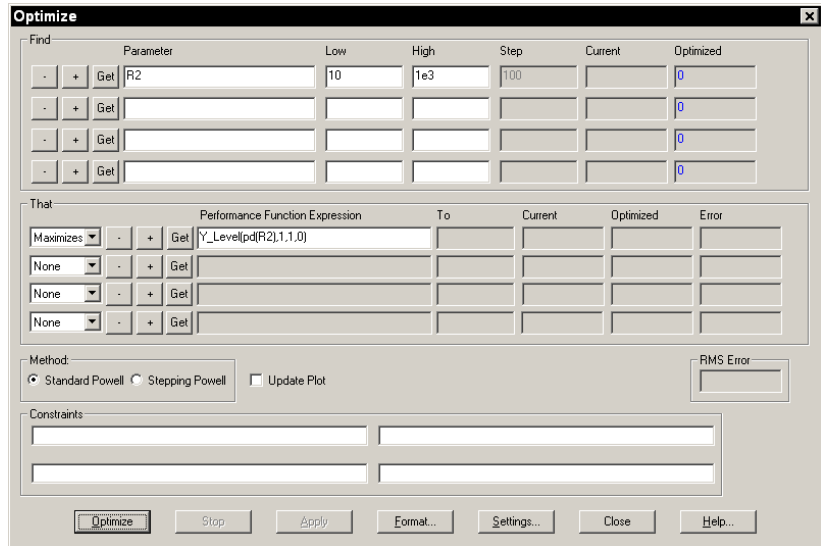 Optimize
Find
Parameter Low High Step Current Optimized
- + Get R2 10 1e3 100 0
- + Get 0
- + Get 0
- + Get 0
That
Performance Function Expression To Current Optimized Error
Maximizes - + Get Y_Level(pd(R2),1,1,0)
None - + Get
None - + Get
None - + Get
Method: RMS Error
Standard Powell Stepping Powell Update Plot
Constraints
Optimize Stop Apply Format... Settings... Close Help...